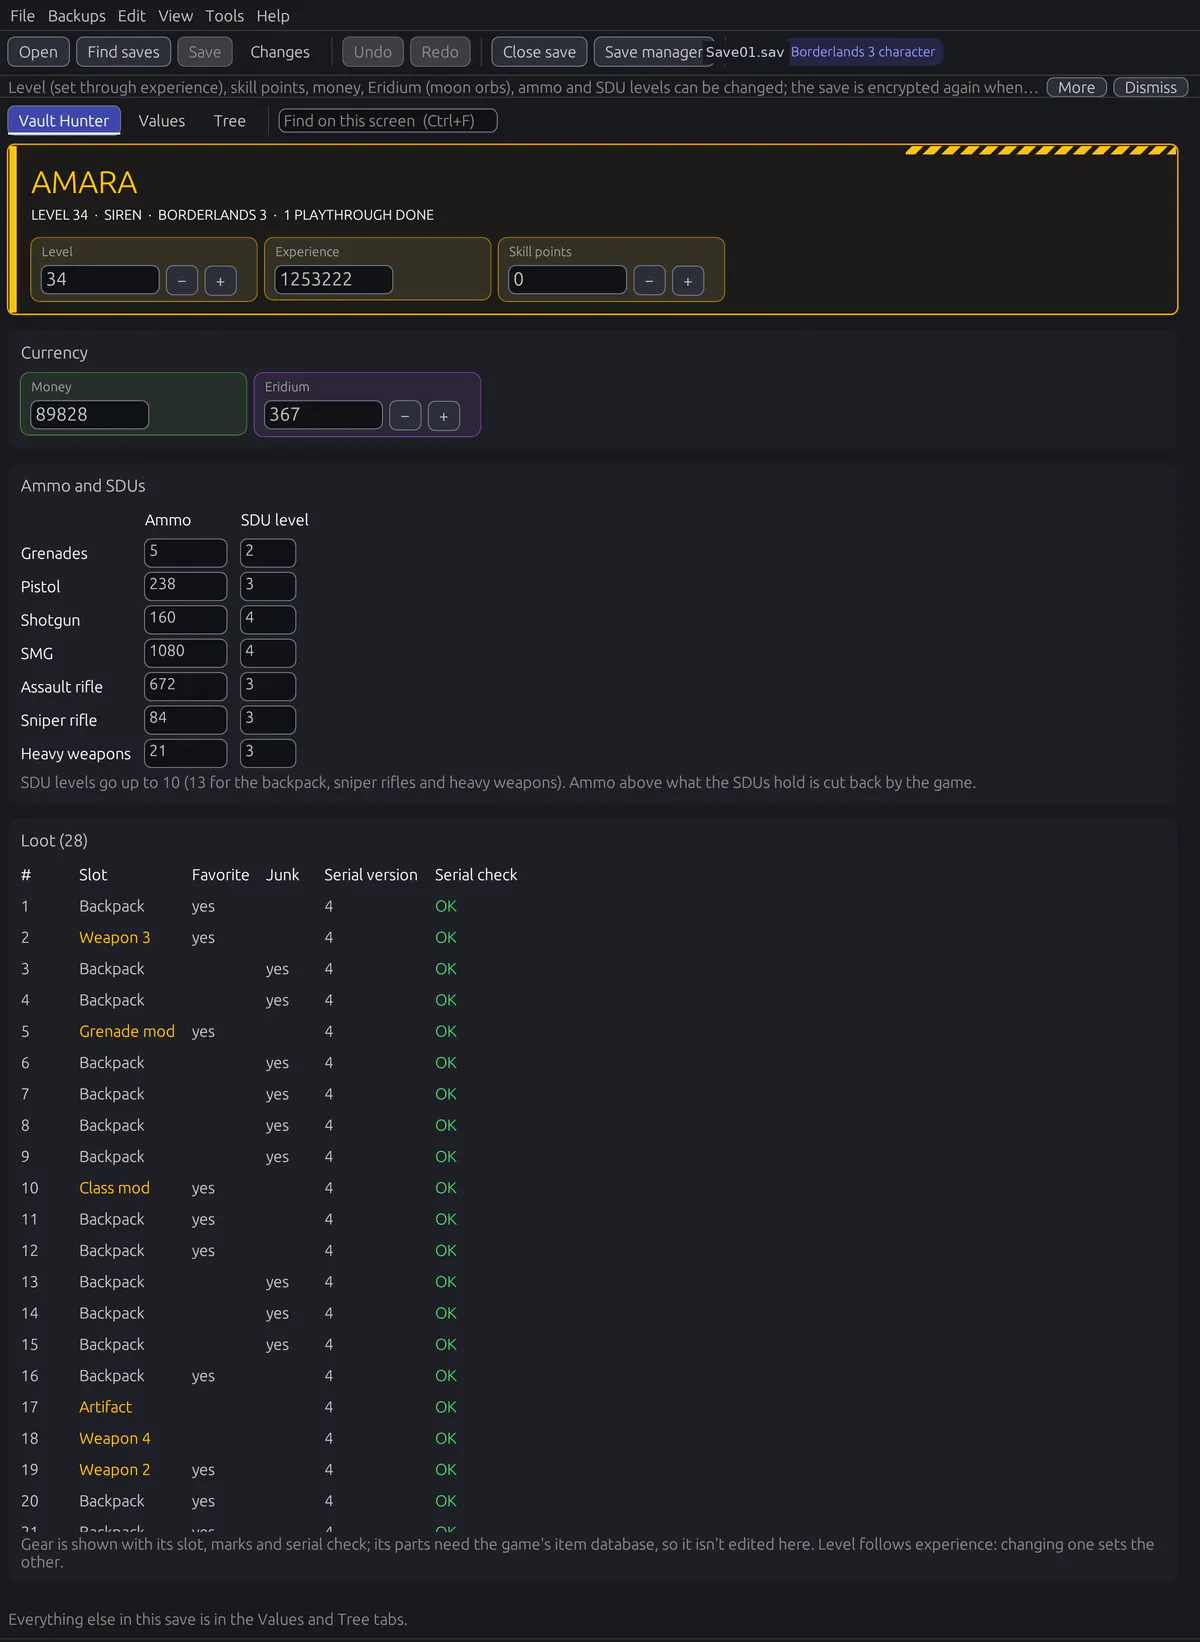 File Backups Edit View Tools Help
Open Find saves Save Changes Undo Redo Close save Save manager Save01.sav Borderlands 3 character
Level (set through experience), skill points, money, Eridium (moon orbs), ammo and SDU levels can be changed; the save is encrypted again when… More Dismiss
Vault Hunter Values Tree Find on this screen (Ctrl+F)
AMARA
LEVEL 34 · SIREN · BORDERLANDS 3 · 1 PLAYTHROUGH DONE
Level Experience Skill points
34 − + 1253222 0 − +
Currency
Money Eridium
89828 367 − +
Ammo and SDUs
Ammo SDU level
Grenades 5 2
Pistol 238 3
Shotgun 160 4
SMG 1080 4
Assault rifle 672 3
Sniper rifle 84 3
Heavy weapons 21 3
SDU levels go up to 10 (13 for the backpack, sniper rifles and heavy weapons). Ammo above what the SDUs hold is cut back by the game.
Loot (28)
# Slot Favorite Junk Serial version Serial check
1 Backpack yes 4 OK
2 Weapon 3 yes 4 OK
3 Backpack yes 4 OK
4 Backpack yes 4 OK
5 Grenade mod yes 4 OK
6 Backpack yes 4 OK
7 Backpack yes 4 OK
8 Backpack yes 4 OK
9 Backpack yes 4 OK
10 Class mod yes 4 OK
11 Backpack yes 4 OK
12 Backpack yes 4 OK
13 Backpack yes 4 OK
14 Backpack yes 4 OK
15 Backpack yes 4 OK
16 Backpack yes 4 OK
17 Artifact 4 OK
18 Weapon 4 4 OK
19 Weapon 2 yes 4 OK
20 Backpack yes 4 OK
21 Backpack yes 4 OK
Gear is shown with its slot, marks and serial check; its parts need the game's item database, so it isn't edited here. Level follows experience: changing one sets the
other.
Everything else in this save is in the Values and Tree tabs.